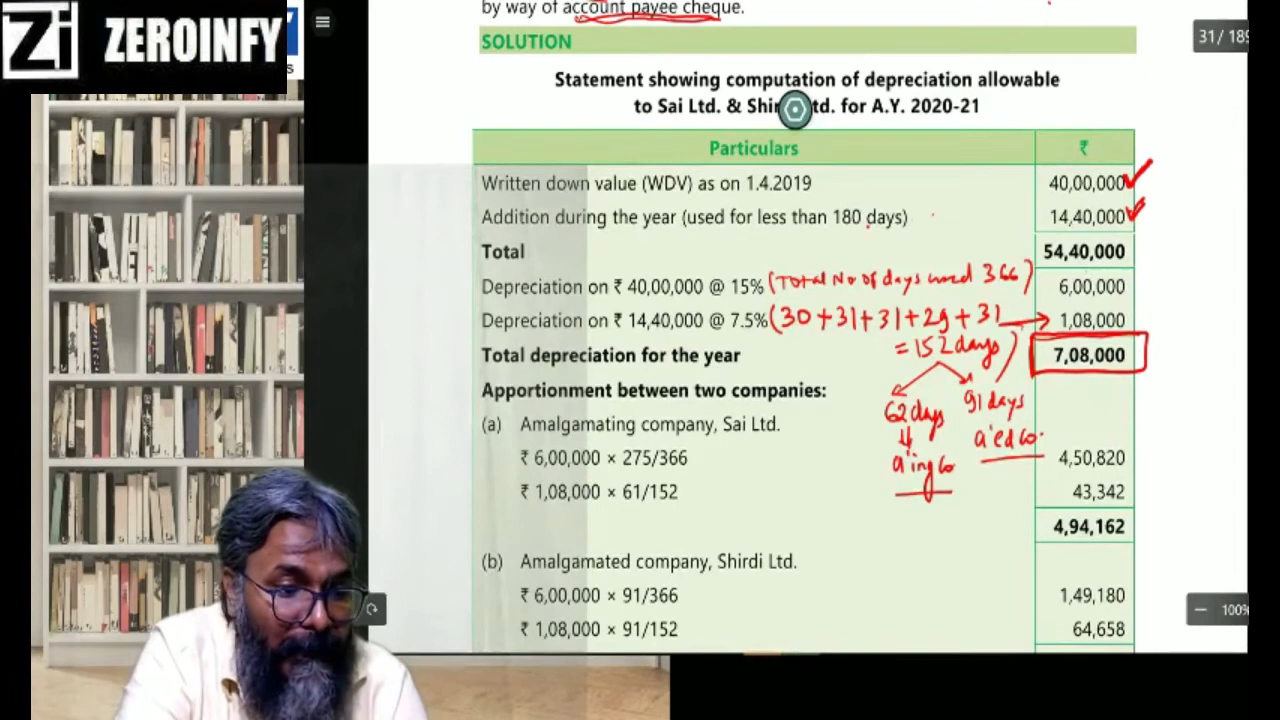 by way of account payee cheque.
Zi ZEROINFY
31 / 189
s
SOLUTION
Statement showing computation of depreciation allowable
to Sai Ltd. & Shi td. for A.Y. 2020-21
Particulars ₹
Written down value (WDV) as on 1.4.2019 40,00,000
Addition during the year (used for less than 180 days) 14,40,000
Total 54,40,000
Depreciation on ₹ 40,00,000 @ 15% (Total No of days used 366) 6,00,000
Depreciation on ₹ 14,40,000 @ 7.5% (30+31+31+29+31 1,08,000
= 152 days)
Total depreciation for the year 7,08,000
Apportionment between two companies:
62 days 91 days
(a) Amalgamating company, Sai Ltd.
a'ed co.
₹ 6,00,000 × 275/366 a'ing co 4,50,820
₹ 1,08,000 × 61/152 43,342
4,94,162
(b) Amalgamated company, Shirdi Ltd.
₹ 6,00,000 × 91/366 1,49,180
₹ 1,08,000 × 91/152 64,658
100%